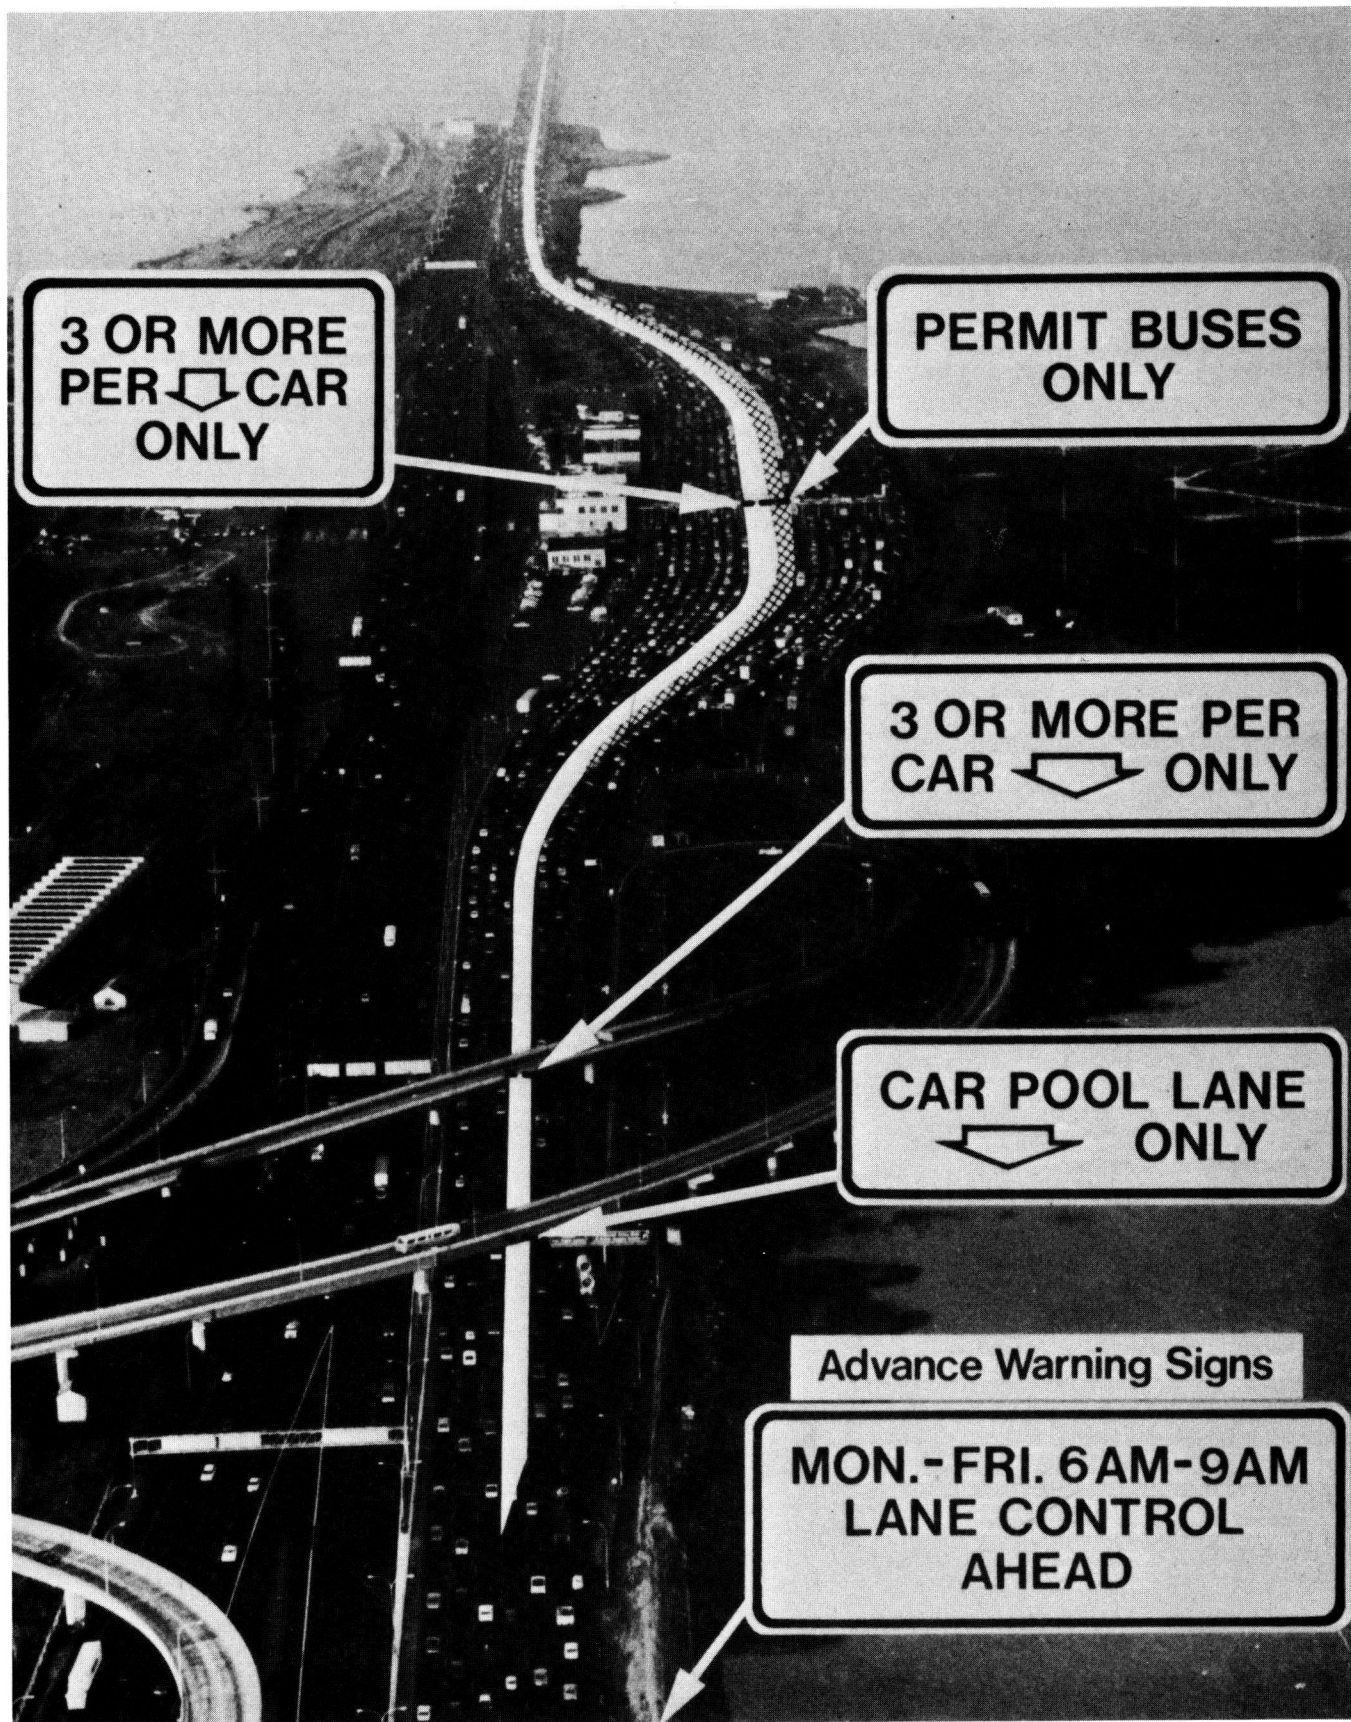 3 OR MORE
PER CAR
ONLY
PERMIT BUSES
ONLY
3 OR MORE PER
CAR ONLY
CAR POOL LANE
ONLY
Advance Warning Signs
MON.-FRI. 6AM-9AM
LANE CONTROL
AHEAD